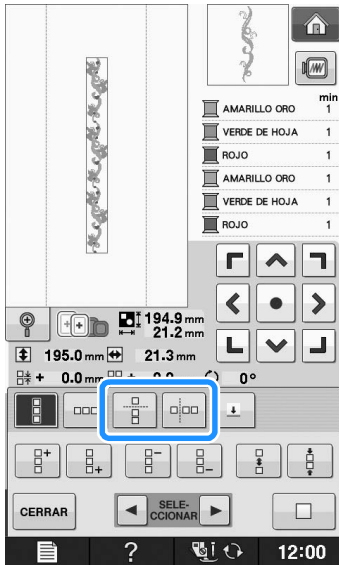 min
AMARILLO ORO 1
VERDE DE HOJA 1
ROJO 1
AMARILLO ORO 1
VERDE DE HOJA 1
ROJO 1
194.9 mm
21.2 mm
195.0 mm 21.3 mm
+ 0.0 mm + 0°
CERRAR
SELE-
CCIONAR
? 12:00